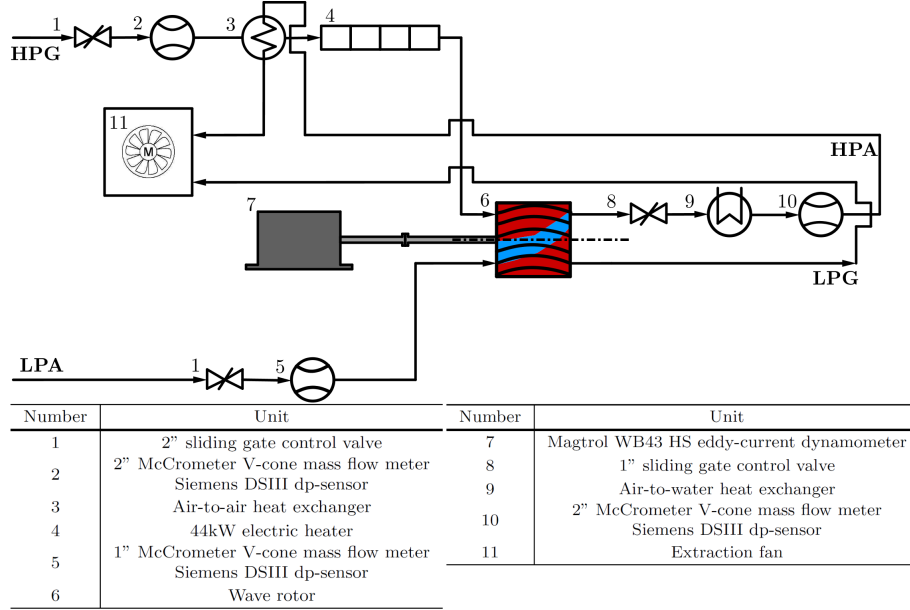 1 2 3 4
HPG
11
M
HPA
7 6 8 9 10
LPG
LPA 1 5
Number Unit
1 2” sliding gate control valve
2 2” McCrometer V-cone mass flow meter
Siemens DSIII dp-sensor
3 Air-to-air heat exchanger
4 44kW electric heater
5 1” McCrometer V-cone mass flow meter
Siemens DSIII dp-sensor
6 Wave rotor
Number Unit
7 Magtrol WB43 HS eddy-current dynamometer
8 1” sliding gate control valve
9 Air-to-water heat exchanger
10 2” McCrometer V-cone mass flow meter
Siemens DSIII dp-sensor
11 Extraction fan